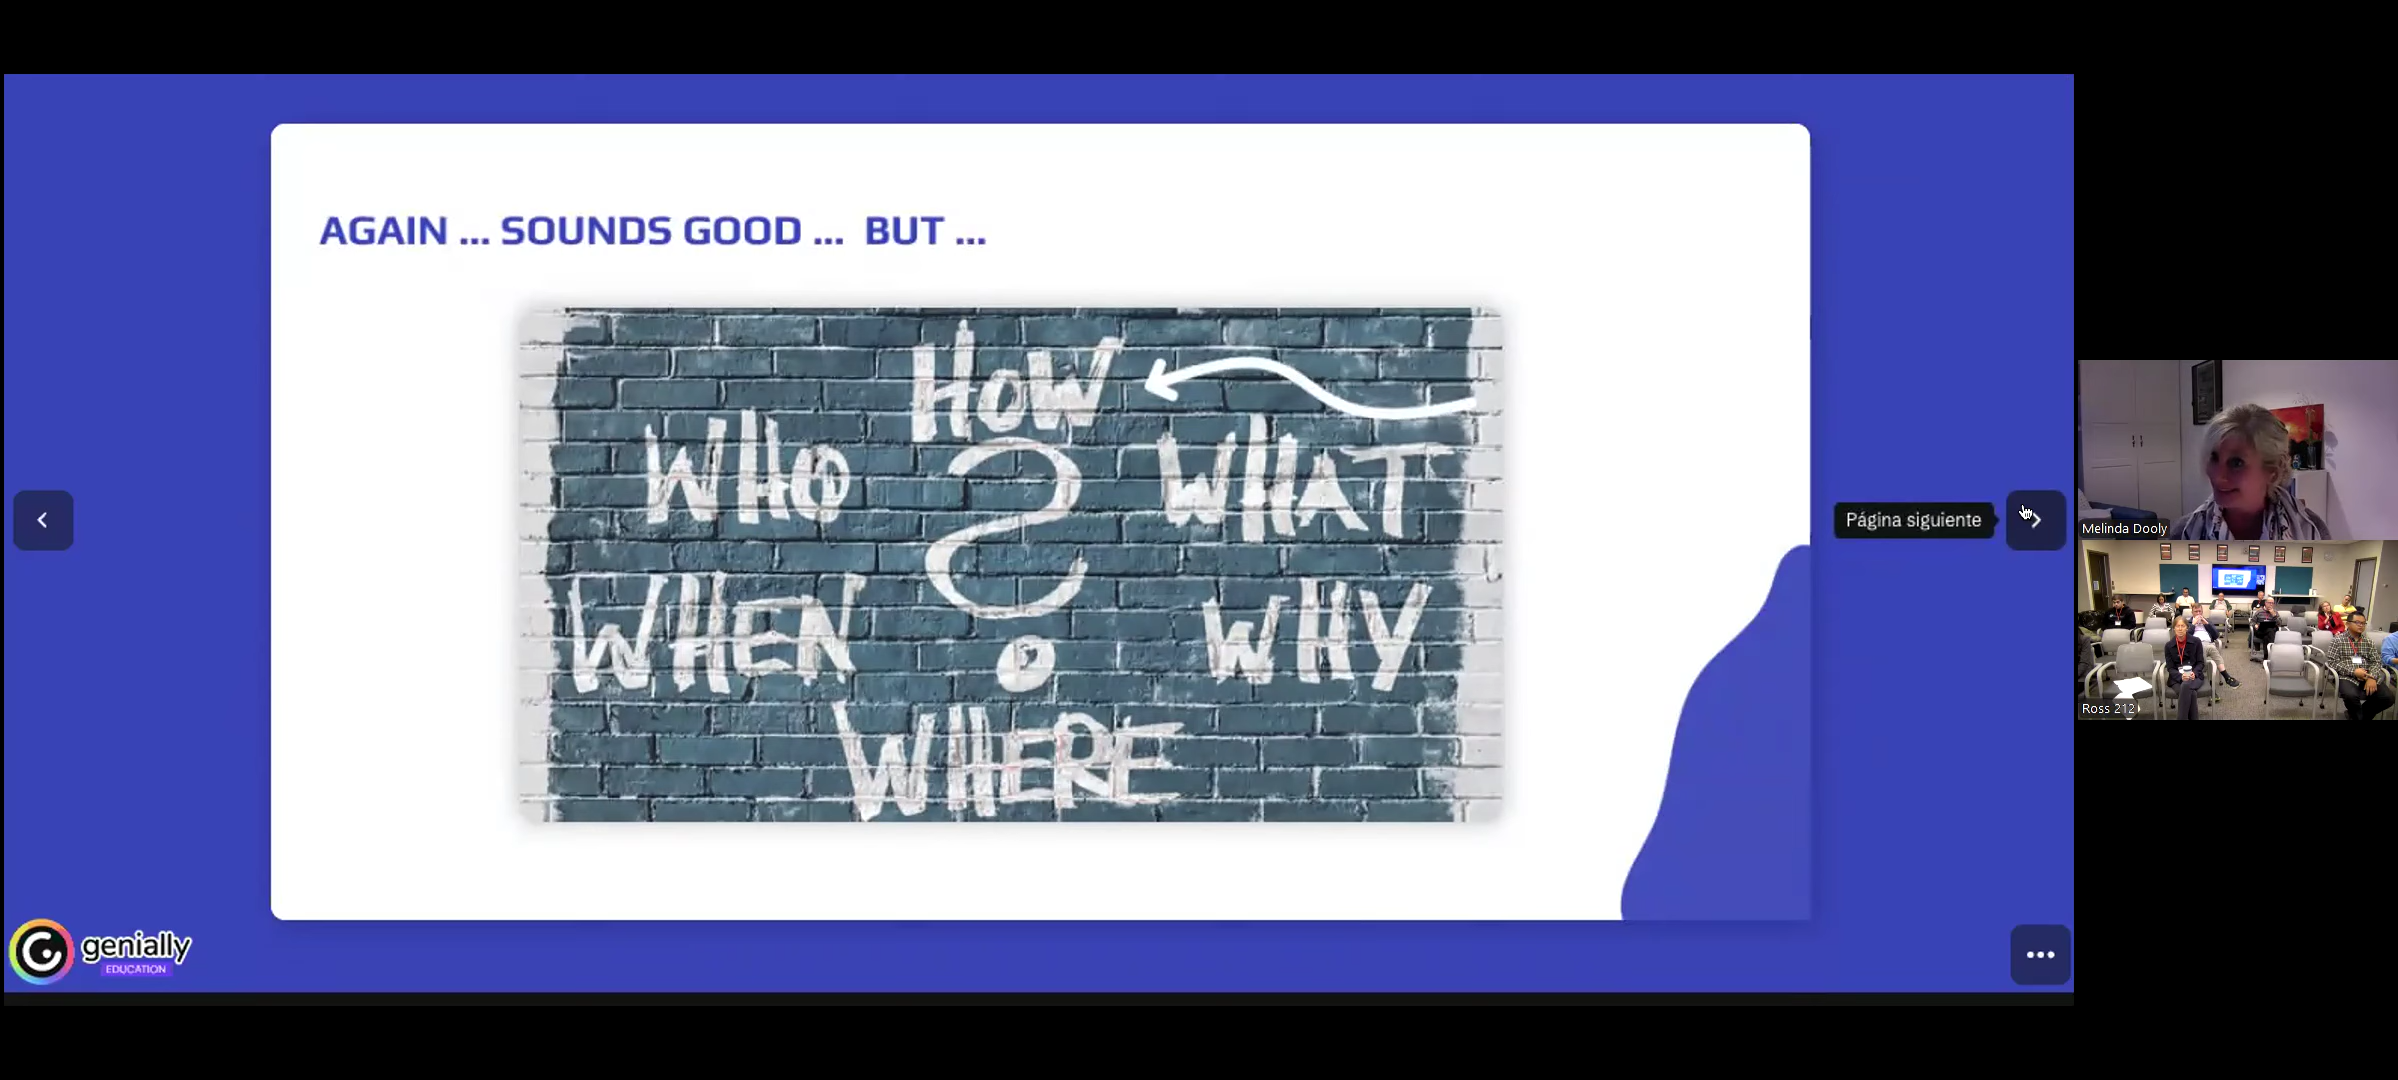 AGAIN ... SOUNDS GOOD ... BUT ...
HOW
WHO
WHAT
?
WHEN
WHY
WHERE
Página siguiente
Melinda Dooly
Ross 212
genially
EDUCATION